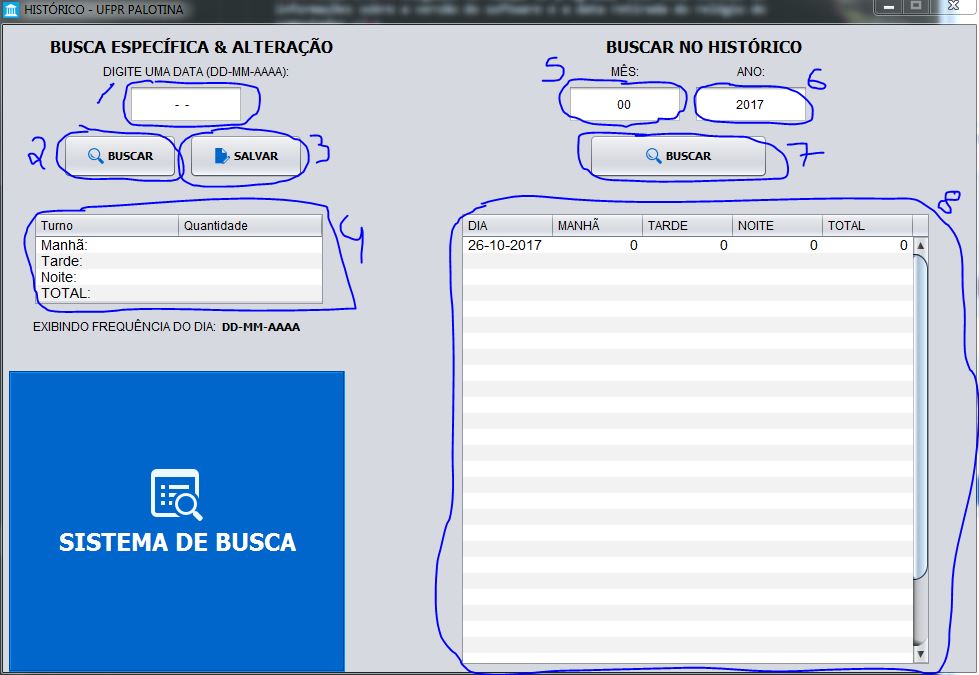 HISTÓRICO - UFPR PALOTINA
informações sobre a versão do software e a data retirada do relógio do
BUSCA ESPECÍFICA & ALTERAÇÃO
DIGITE UMA DATA (DD-MM-AAAA):
1
- -
2
BUSCAR
SALVAR
3
Turno Quantidade
Manhã:
Tarde:
Noite:
TOTAL:
4
EXIBINDO FREQUÊNCIA DO DIA: DD-MM-AAAA
SISTEMA DE BUSCA
BUSCAR NO HISTÓRICO
5
MÊS: ANO:
6
00 2017
BUSCAR
7
8
DIA MANHÃ TARDE NOITE TOTAL
26-10-2017 0 0 0 0